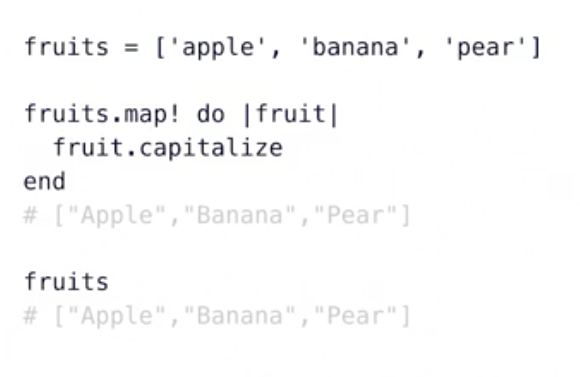 fruits = ['apple', 'banana', 'pear']
fruits.map! do |fruit|
  fruit.capitalize
end
# ["Apple","Banana","Pear"]
fruits
# ["Apple","Banana","Pear"]